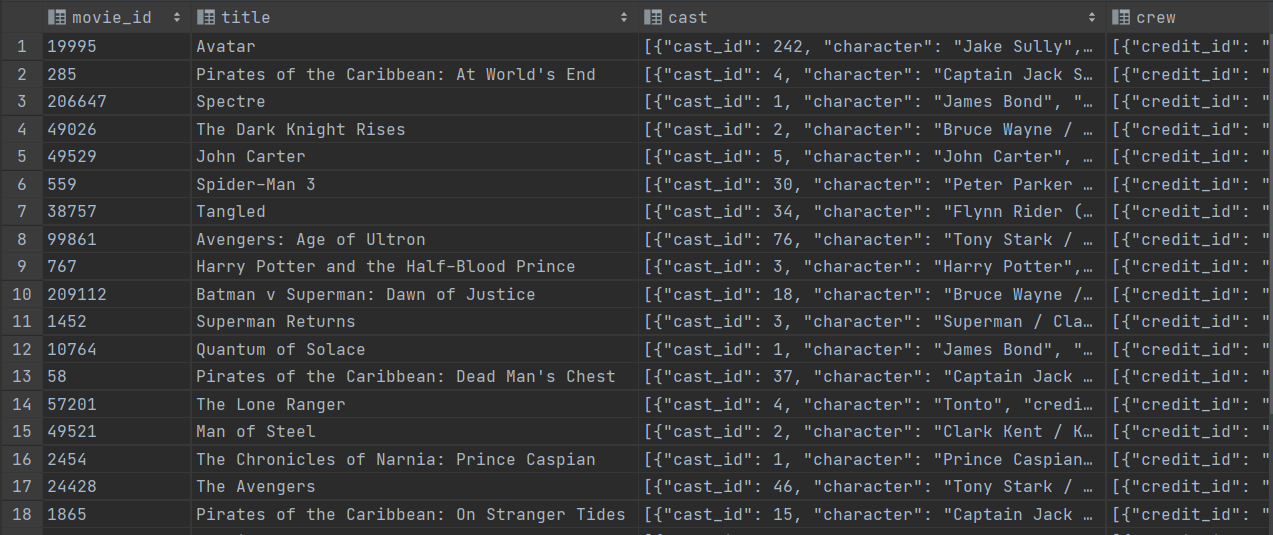 movie_id title cast crew
1 19995 Avatar [{"cast_id": 242, "character": "Jake Sully",… [{"credit_id": "
2 285 Pirates of the Caribbean: At World's End [{"cast_id": 4, "character": "Captain Jack S… [{"credit_id": "
3 206647 Spectre [{"cast_id": 1, "character": "James Bond", "… [{"credit_id": "
4 49026 The Dark Knight Rises [{"cast_id": 2, "character": "Bruce Wayne / … [{"credit_id": "
5 49529 John Carter [{"cast_id": 5, "character": "John Carter", … [{"credit_id": "
6 559 Spider-Man 3 [{"cast_id": 30, "character": "Peter Parker … [{"credit_id": "
7 38757 Tangled [{"cast_id": 34, "character": "Flynn Rider (… [{"credit_id": "
8 99861 Avengers: Age of Ultron [{"cast_id": 76, "character": "Tony Stark / … [{"credit_id": "
9 767 Harry Potter and the Half-Blood Prince [{"cast_id": 3, "character": "Harry Potter",… [{"credit_id": "
10 209112 Batman v Superman: Dawn of Justice [{"cast_id": 18, "character": "Bruce Wayne /… [{"credit_id": "
11 1452 Superman Returns [{"cast_id": 3, "character": "Superman / Cla… [{"credit_id": "
12 10764 Quantum of Solace [{"cast_id": 1, "character": "James Bond", "… [{"credit_id": "
13 58 Pirates of the Caribbean: Dead Man's Chest [{"cast_id": 37, "character": "Captain Jack … [{"credit_id": "
14 57201 The Lone Ranger [{"cast_id": 4, "character": "Tonto", "credi… [{"credit_id": "
15 49521 Man of Steel [{"cast_id": 2, "character": "Clark Kent / K… [{"credit_id": "
16 2454 The Chronicles of Narnia: Prince Caspian [{"cast_id": 1, "character": "Prince Caspian… [{"credit_id": "
17 24428 The Avengers [{"cast_id": 46, "character": "Tony Stark / … [{"credit_id": "
18 1865 Pirates of the Caribbean: On Stranger Tides [{"cast_id": 15, "character": "Captain Jack … [{"credit_id": "